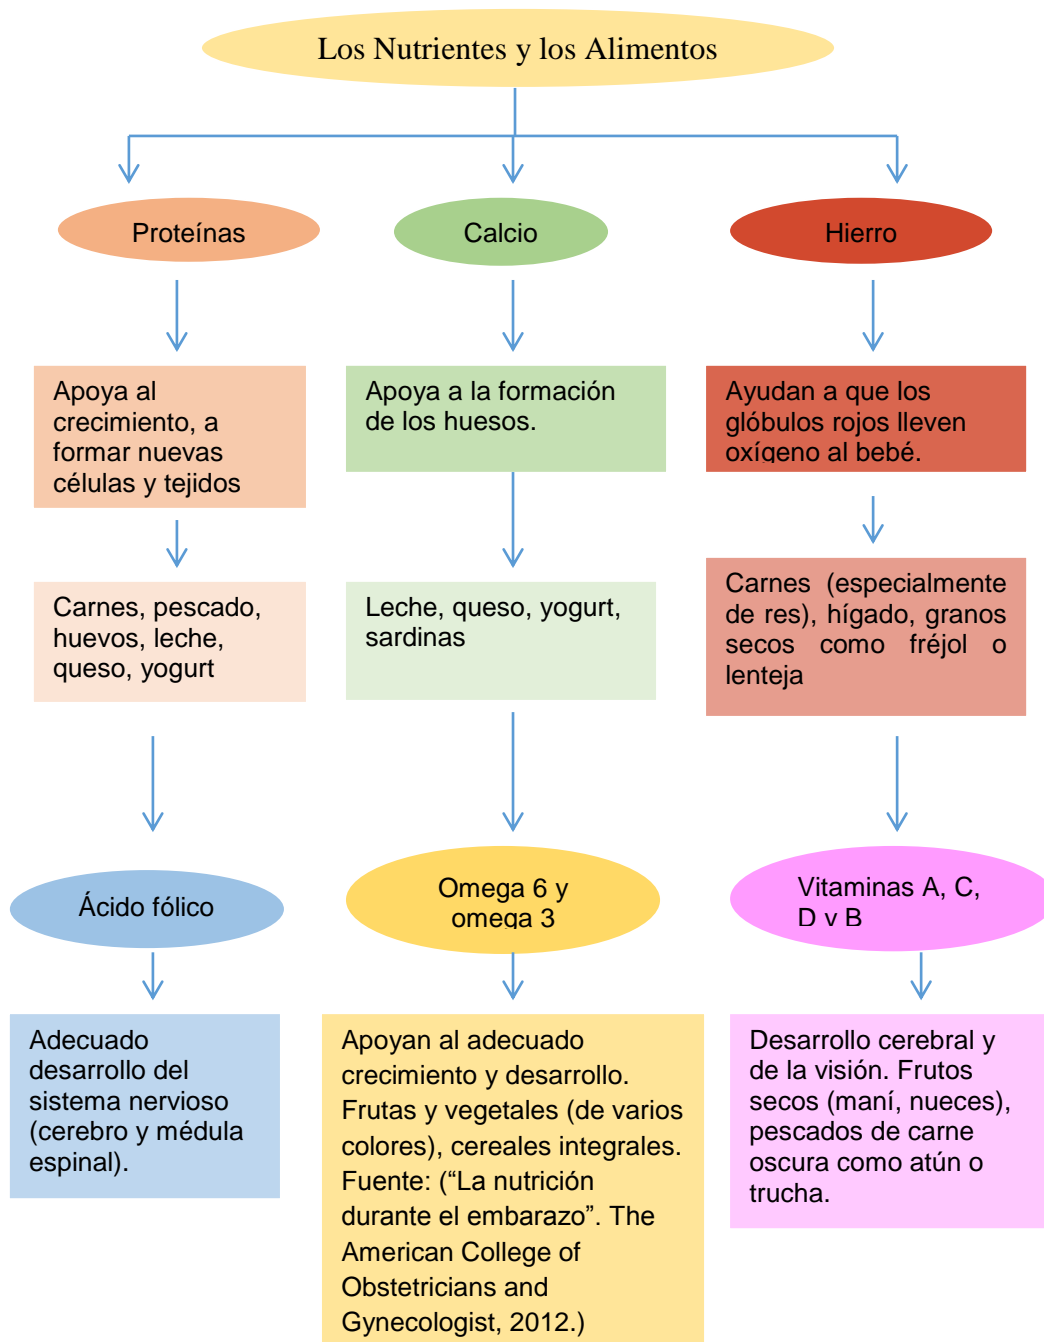 Los Nutrientes y los Alimentos
Proteínas
Calcio
Hierro
Apoya al
crecimiento, a
formar nuevas
células y tejidos
Apoya a la formación
de los huesos.
Ayudan a que los
glóbulos rojos lleven
oxígeno al bebé.
Carnes, pescado,
huevos, leche,
queso, yogurt
Leche, queso, yogurt,
sardinas
Carnes (especialmente
de res), hígado, granos
secos como fréjol o
lenteja
Ácido fólico
Omega 6 y
omega 3
Vitaminas A, C,
D y B
Adecuado
desarrollo del
sistema nervioso
(cerebro y médula
espinal).
Apoyan al adecuado
crecimiento y desarrollo.
Frutas y vegetales (de varios
colores), cereales integrales.
Fuente: (“La nutrición
durante el embarazo”. The
American College of
Obstetricians and
Gynecologist, 2012.)
Desarrollo cerebral y
de la visión. Frutos
secos (maní, nueces),
pescados de carne
oscura como atún o
trucha.